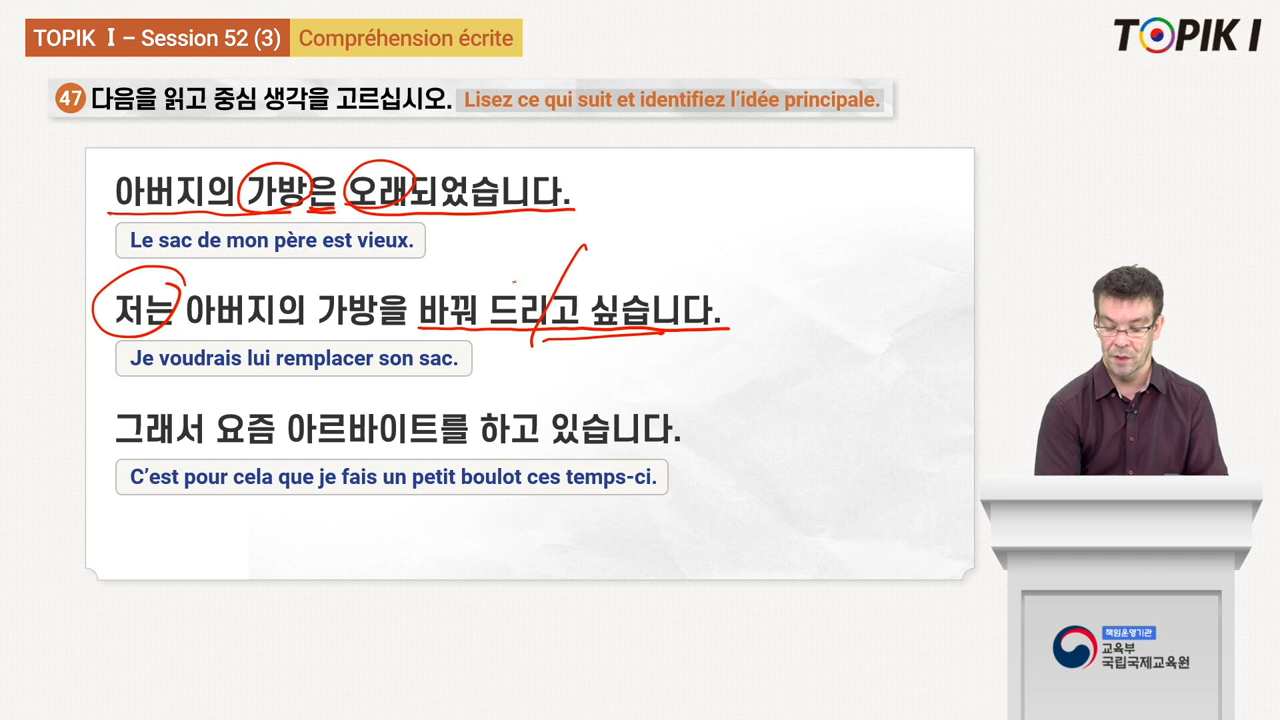 TOPIK Ⅰ – Session 52 (3) Compréhension écrite
TOPIK I
47 다음을 읽고 중심 생각을 고르십시오. Lisez ce qui suit et identifiez l’idée principale.
아버지의 가방은 오래되었습니다.
Le sac de mon père est vieux.
저는 아버지의 가방을 바꿔 드리고 싶습니다.
Je voudrais lui remplacer son sac.
그래서 요즘 아르바이트를 하고 있습니다.
C’est pour cela que je fais un petit boulot ces temps-ci.
책임운영기관
교육부
국립국제교육원